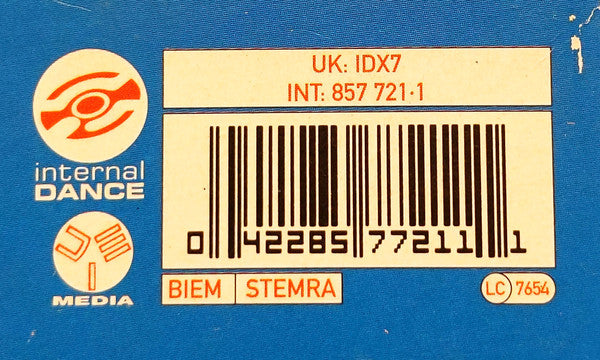 UK: IDX7
INT: 857 721·1
internal
DANCE
0 42285 77211 1
MEDIA
BIEM STEMRA
LC 7654